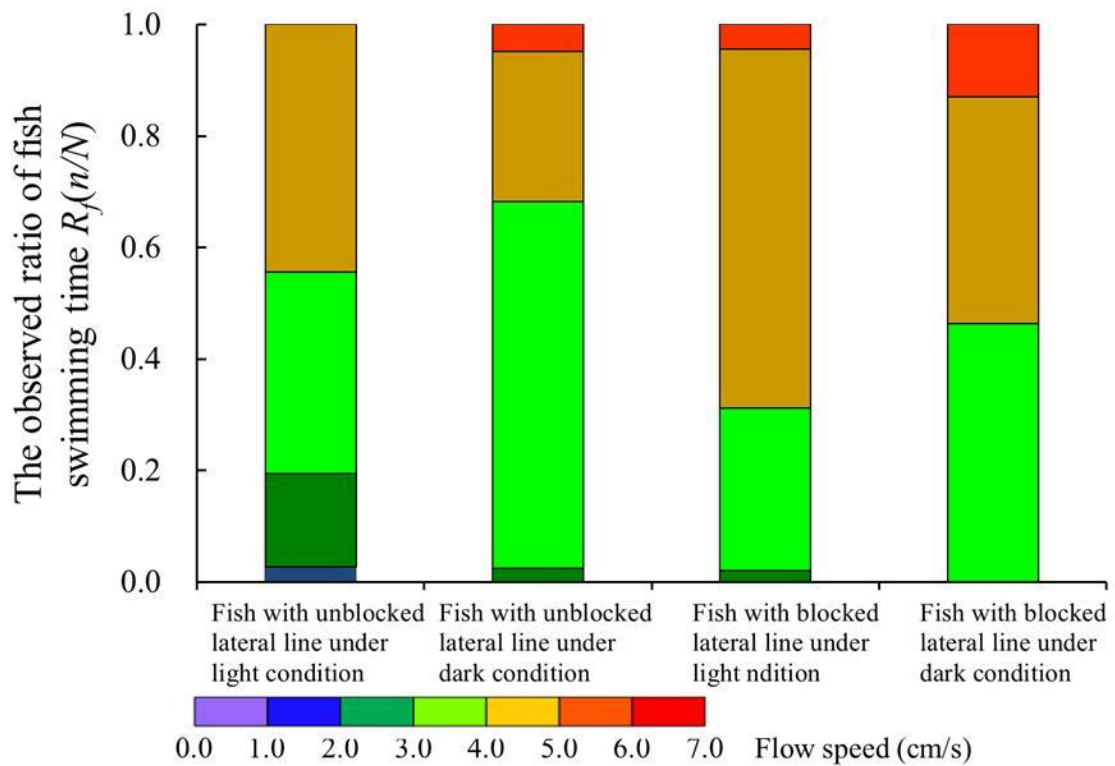 The observed ratio of fish
swimming time R_f(n/N)
1.0
0.8
0.6
0.4
0.2
0.0
Fish with unblocked
lateral line under
light condition
Fish with unblocked
lateral line under
dark condition
Fish with blocked
lateral line under
light ndition
Fish with blocked
lateral line under
dark condition
0.0 1.0 2.0 3.0 4.0 5.0 6.0 7.0 Flow speed (cm/s)